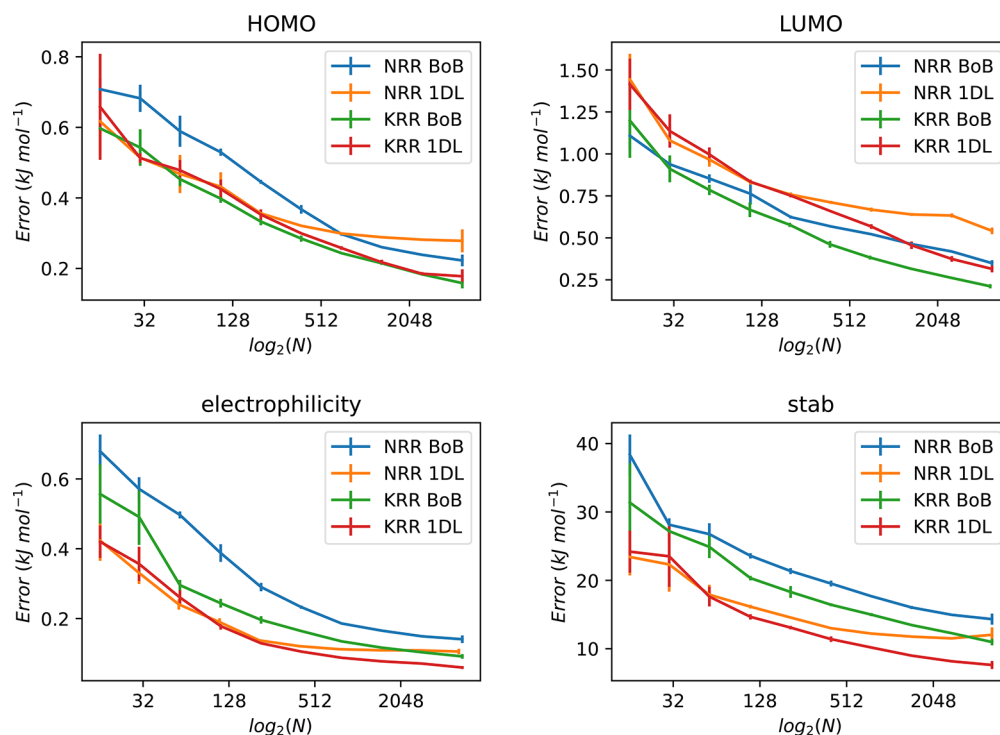 HOMO
0.8
0.6
0.4
0.2
Error (kJ mol⁻¹)
NRR BoB
NRR 1DL
KRR BoB
KRR 1DL
32 128 512 2048
log₂(N)
LUMO
1.50
1.25
1.00
0.75
0.50
0.25
Error (kJ mol⁻¹)
NRR BoB
NRR 1DL
KRR BoB
KRR 1DL
32 128 512 2048
log₂(N)
electrophilicity
0.6
0.4
0.2
Error (kJ mol⁻¹)
NRR BoB
NRR 1DL
KRR BoB
KRR 1DL
32 128 512 2048
log₂(N)
stab
40
30
20
10
Error (kJ mol⁻¹)
NRR BoB
NRR 1DL
KRR BoB
KRR 1DL
32 128 512 2048
log₂(N)